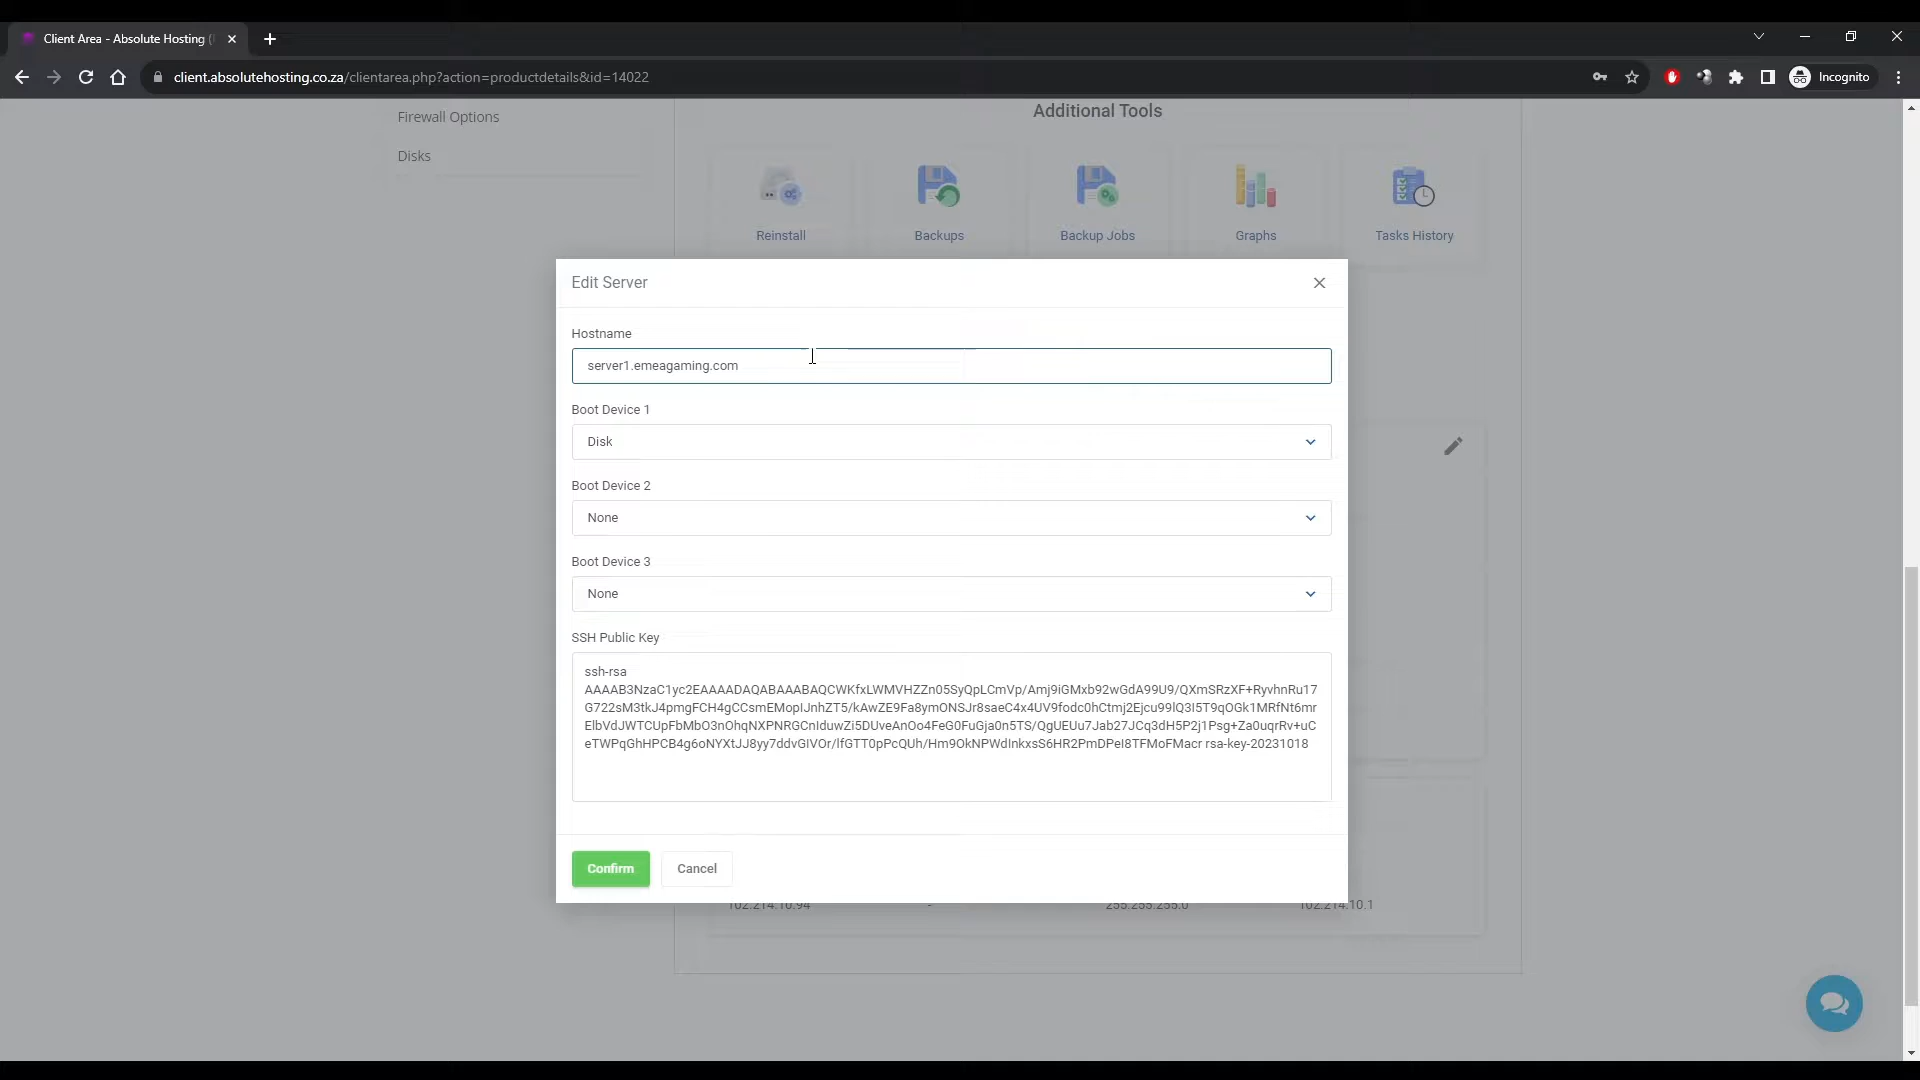 Client Area - Absolute Hosting (
client.absolutehosting.co.za/clientarea.php?action=productdetails&id=14022
Incognito
Firewall Options
Disks
Additional Tools
Reinstall
Backups
Backup Jobs
Graphs
Tasks History
Edit Server
Hostname
server1.emeagaming.com
Boot Device 1
Disk
Boot Device 2
None
Boot Device 3
None
SSH Public Key
ssh-rsa
AAAAB3NzaC1yc2EAAAADAQABAAABAQCWKfxLWMVHZZn05SyQpLCmVp/Amj9iGMxb92wGdA99U9/QXmSRzXF+RyvhnRu17
G722sM3tkJ4pmgFCH4gCCsmEMopIJnhZT5/kAwZE9Fa8ymONSJr8saeC4x4UV9fodc0hCtmj2Ejcu99lQ3I5T9qOGk1MRfNt6mr
ElbVdJWTCUpFbMbO3nOhqNXPNRGCnIduwZi5DUveAnOo4FeG0FuGja0n5TS/QgUEUu7Jab27JCq3dH5P2j1Psg+Za0uqrRv+uC
eTWPqGhHPCB4g6oNYXtJJ8yy7ddvGIVOr/lfGTT0pPcQUh/Hm9OkNPWdInkxsS6HR2PmDPeI8TFMoFMacr rsa-key-20231018
Confirm
Cancel
102.214.10.94
-
255.255.255.0
102.214.10.1